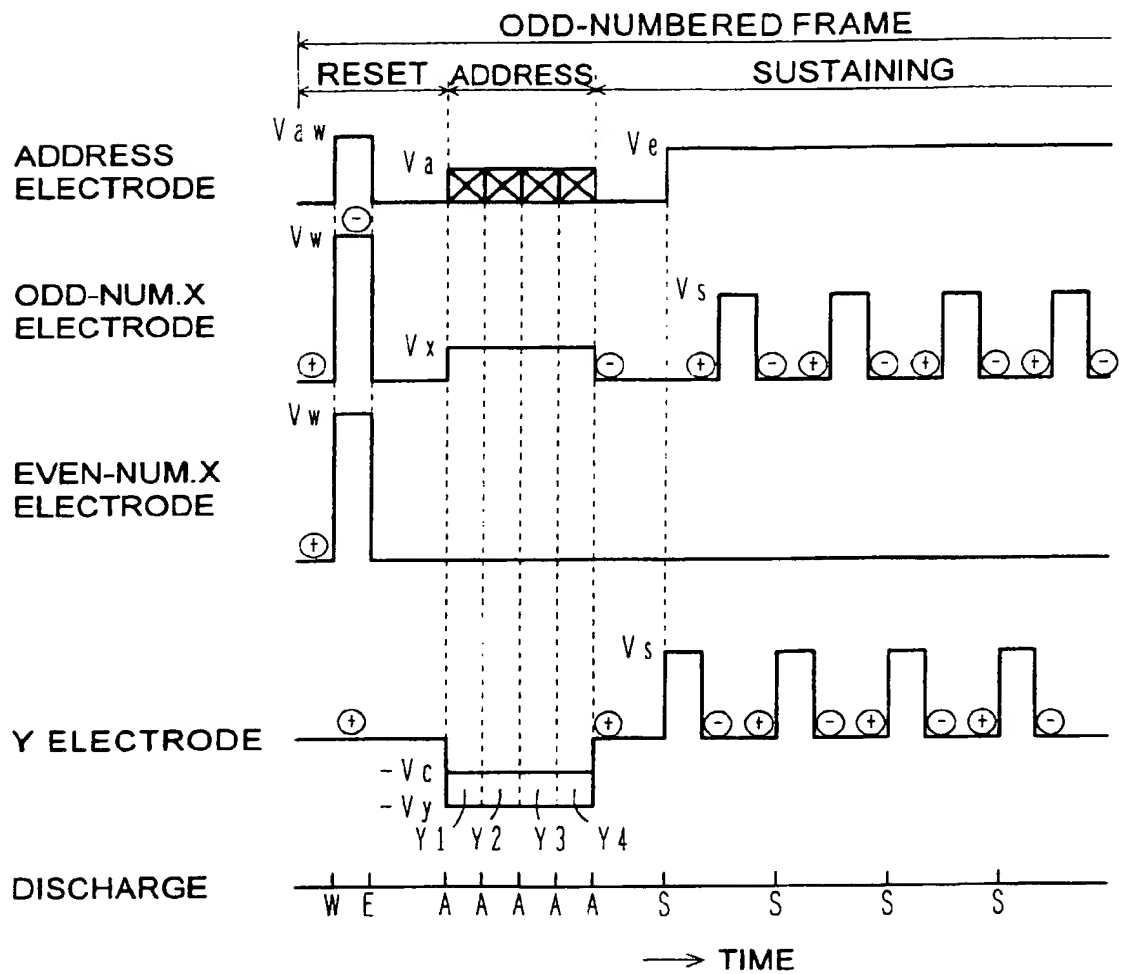 ODD-NUMBERED FRAME
RESET ADDRESS SUSTAINING
ADDRESS
ELECTRODE
Vaw
Va
Ve
⊖
ODD-NUM.X
ELECTRODE
Vw
Vx
Vs
⊕ ⊖ ⊕ ⊖ ⊕ ⊖ ⊕ ⊖ ⊕ ⊖
EVEN-NUM.X
ELECTRODE
Vw
⊕
Y ELECTRODE
Vs
⊕ ⊕ ⊖ ⊕ ⊖ ⊕ ⊖ ⊕ ⊖
-Vc
-Vy
Y1 Y2 Y3 Y4
DISCHARGE
W E A A A A A S S S S
→ TIME